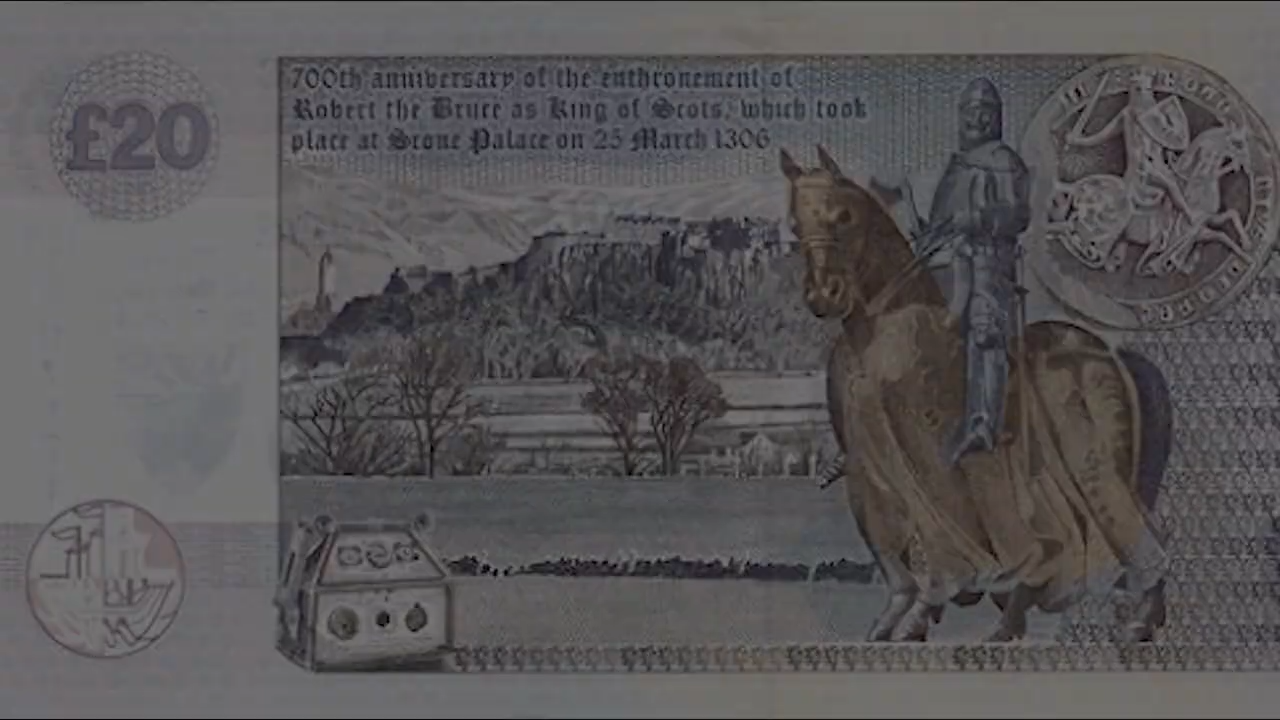 £20
700th anniversary of the enthronement of
Robert the Bruce as King of Scots, which took
place at Scone Palace on 25 March 1306